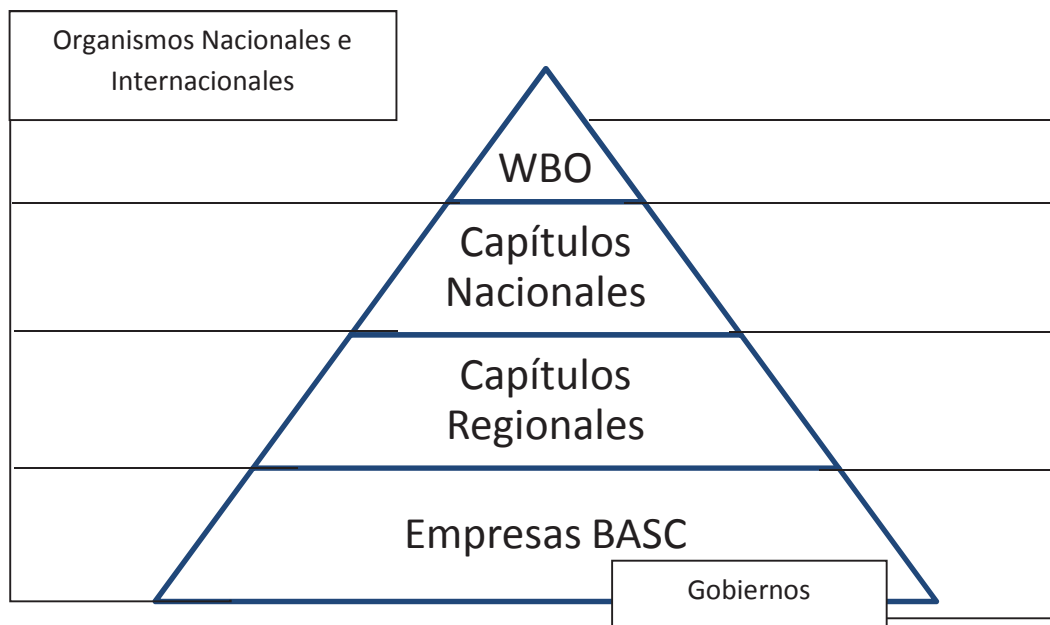 Organismos Nacionales e
Internacionales
WBO
Capítulos
Nacionales
Capítulos
Regionales
Empresas BASC
Gobiernos